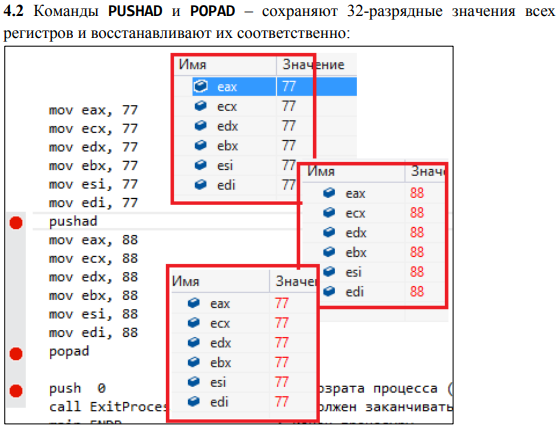 4.2 Команды PUSHAD и POPAD – сохраняют 32-разрядные значения всех
регистров и восстанавливают их соответственно:
Имя Значение
eax 77
ecx 77
edx 77
ebx 77
esi 77
edi 77
mov eax, 77
mov ecx, 77
mov edx, 77
mov ebx, 77
mov esi, 77
mov edi, 77
pushad
mov eax, 88
mov ecx, 88
mov edx, 88
mov ebx, 88
mov esi, 88
mov edi, 88
popad
Имя Значе
eax 88
ecx 88
edx 88
ebx 88
esi 88
edi 88
Имя Значен
eax 77
ecx 77
edx 77
ebx 77
esi 77
edi 77
push 0 озрата процесса (
call ExitProces олжен заканчивать